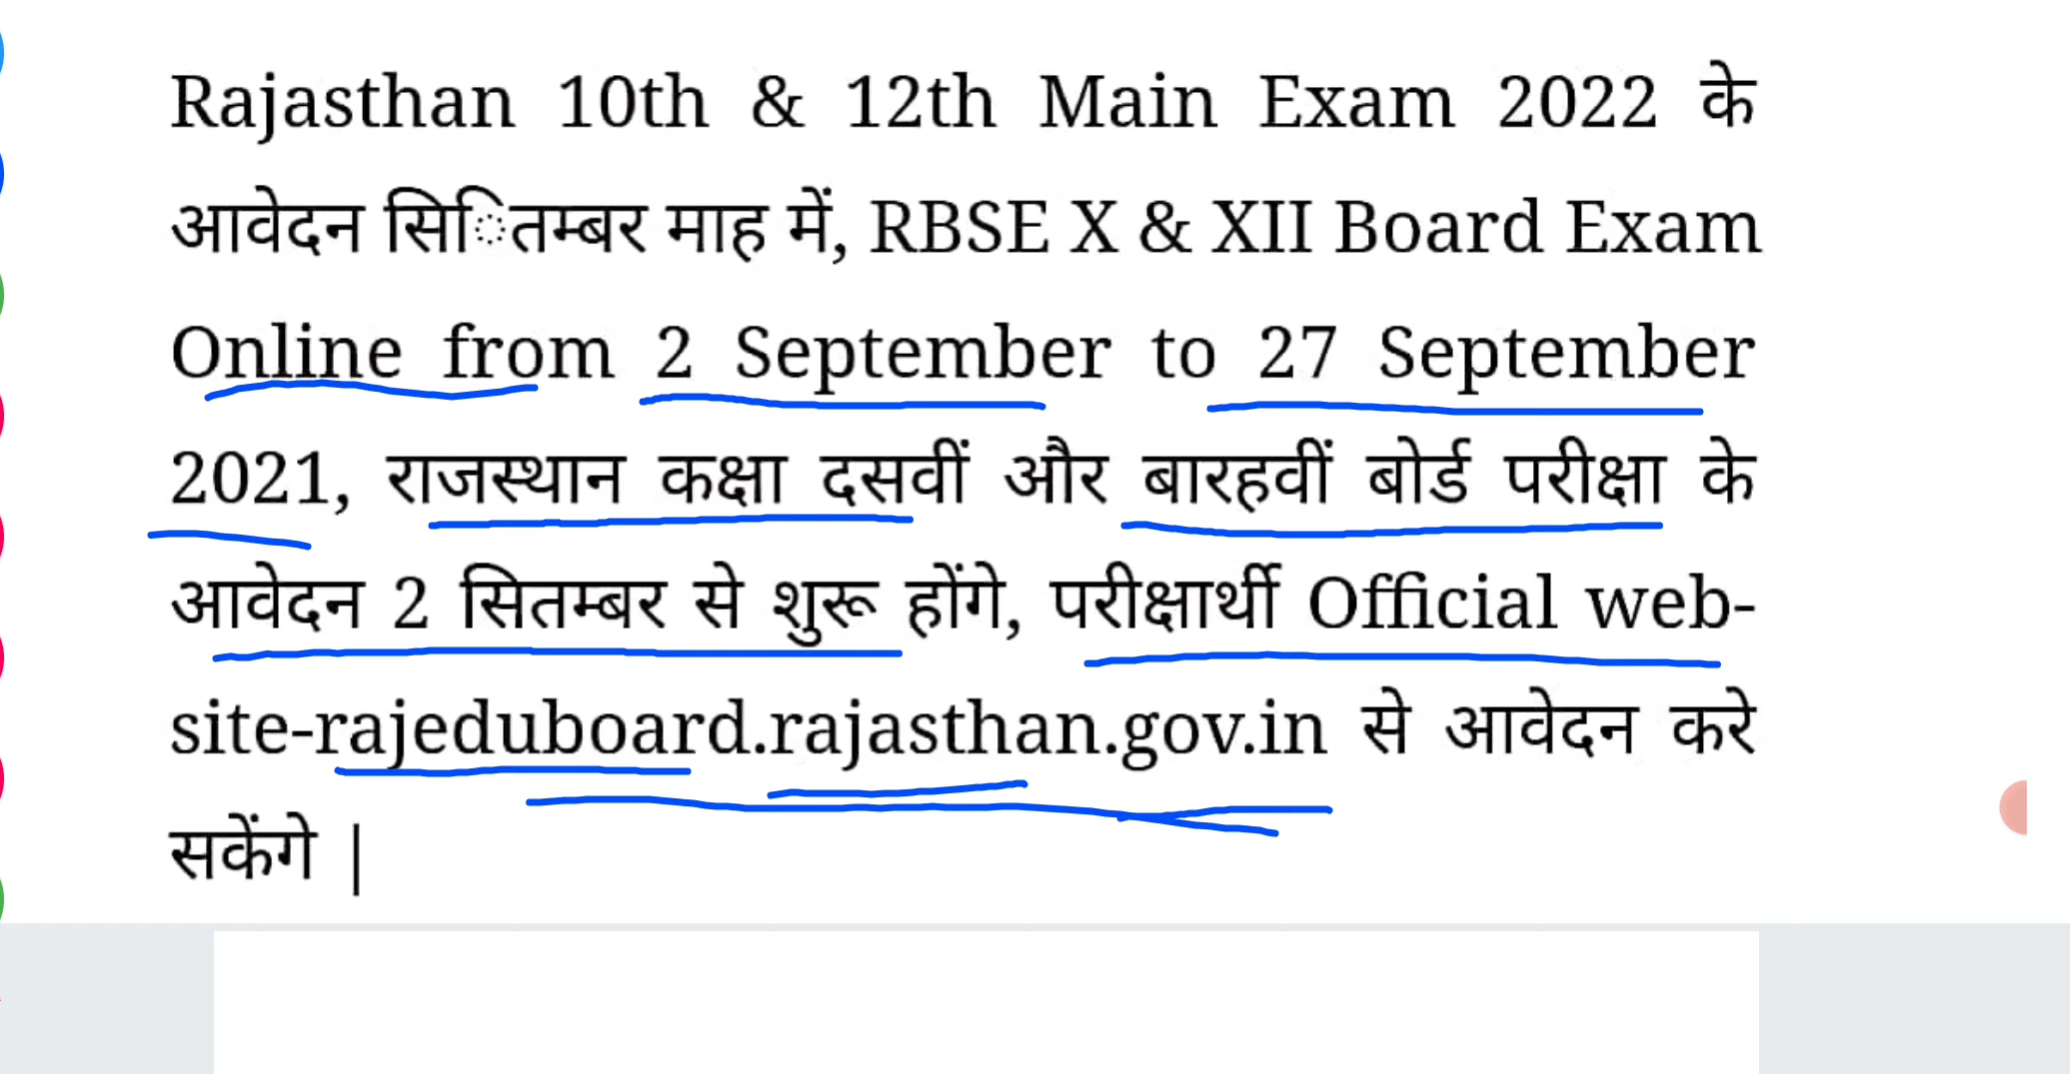 Rajasthan 10th & 12th Main Exam 2022 के
आवेदन सिितम्बर माह में, RBSE X & XII Board Exam
Online from 2 September to 27 September
2021, राजस्थान कक्षा दसवीं और बारहवीं बोर्ड परीक्षा के
आवेदन 2 सितम्बर से शुरू होंगे, परीक्षार्थी Official web-
site-rajeduboard.rajasthan.gov.in से आवेदन करे
सकेंगे |